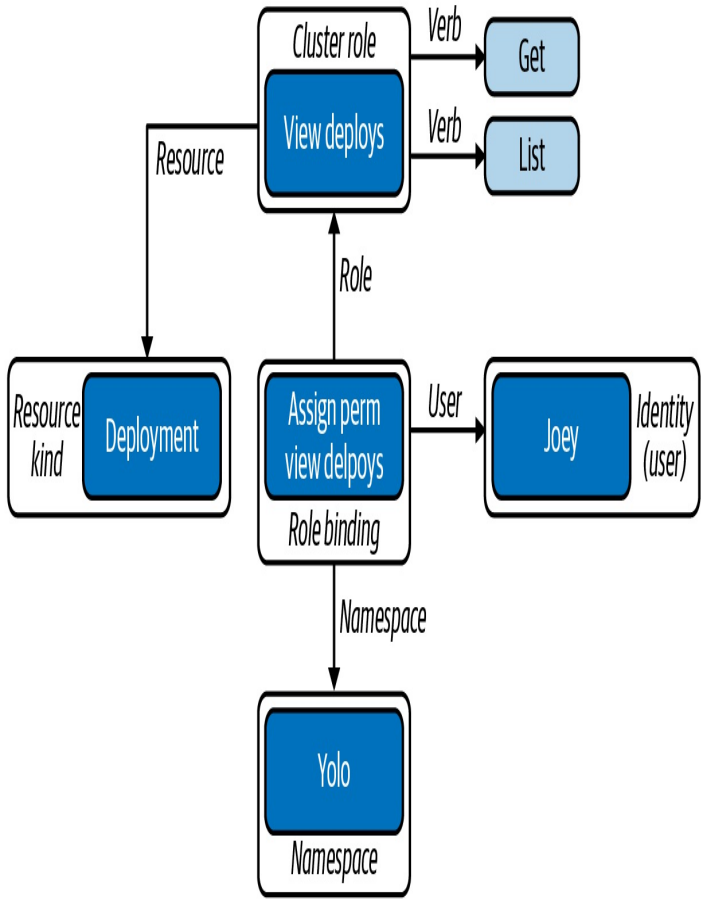 Cluster role
View deploys
Verb
Get
Verb
List
Resource
Role
Resource
kind
Deployment
Assign perm
view delpoys
Role binding
User
Joey
Identity
(user)
Namespace
Yolo
Namespace